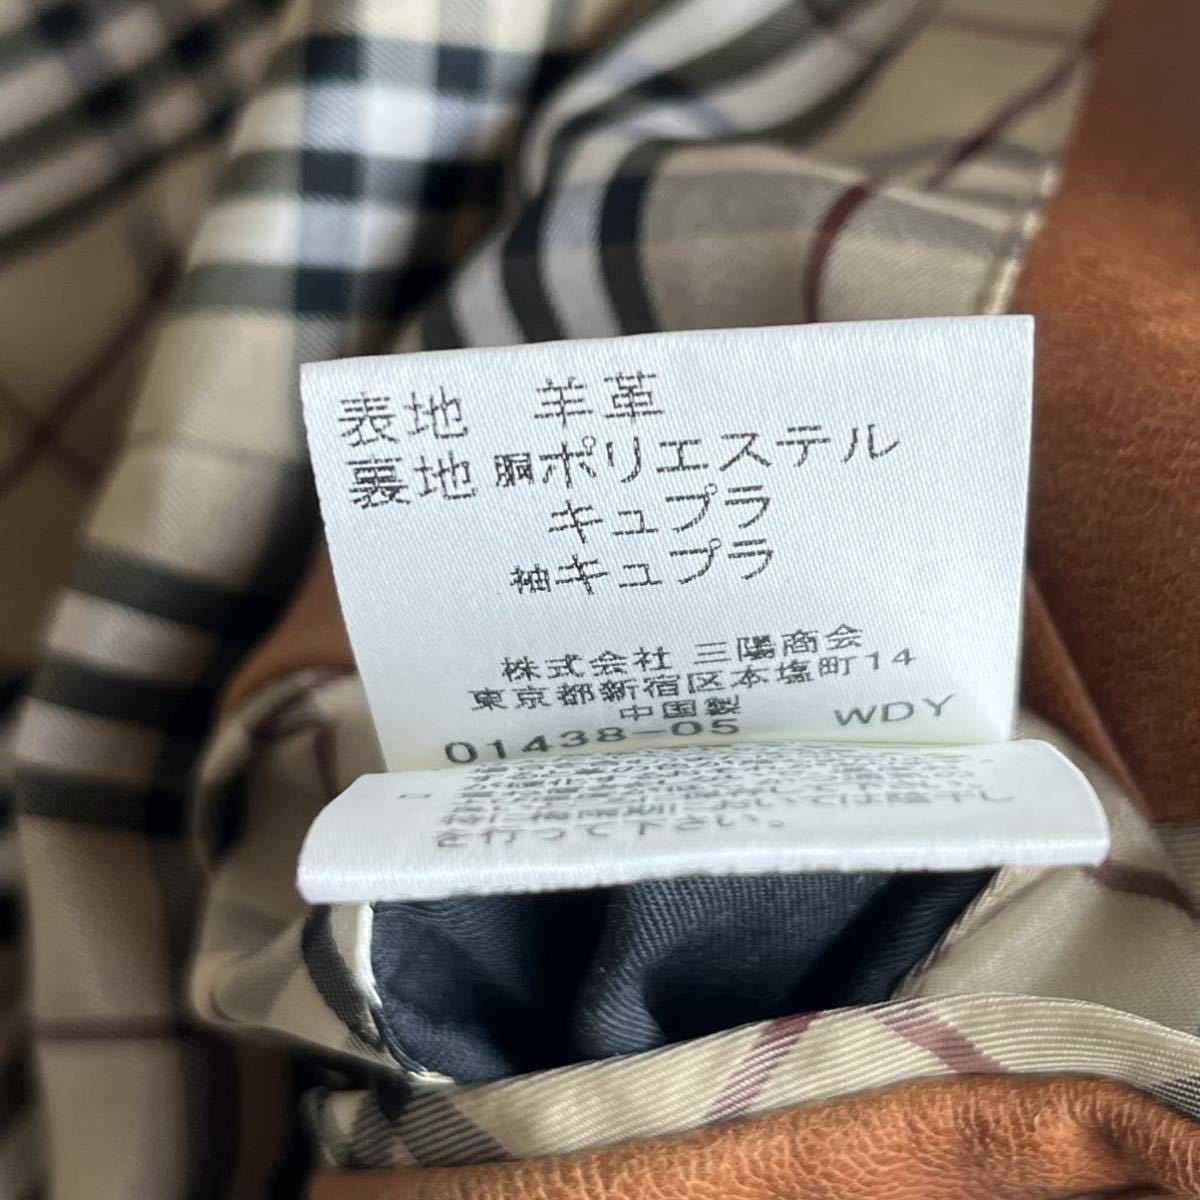 表地 羊革
裏地 胴ポリエステル
キュプラ
袖キュプラ
株式会社 三陽商会
東京都新宿区本塩町14
中国製
01438-05 WDY
を行って下さい。